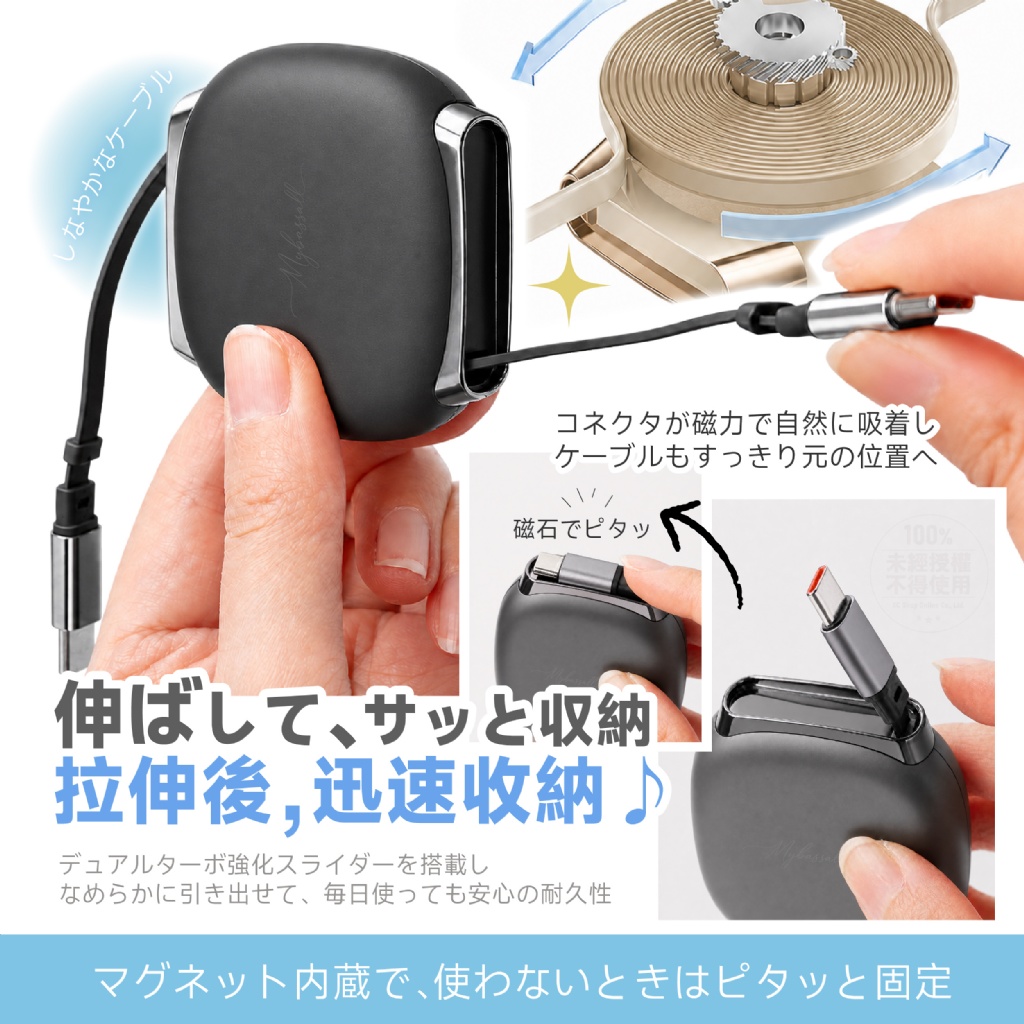 しなやかなケーブル
コネクタが磁力で自然に吸着し
ケーブルもすっきり元の位置へ
磁石でピタッ
100%
未經授權
不得使用
伸ばして、サッと収納
拉伸後,迅速收納♪
デュアルターボ強化スライダーを搭載し
なめらかに引き出せて、毎日使っても安心の耐久性
マグネット内蔵で、使わないときはピタッと固定